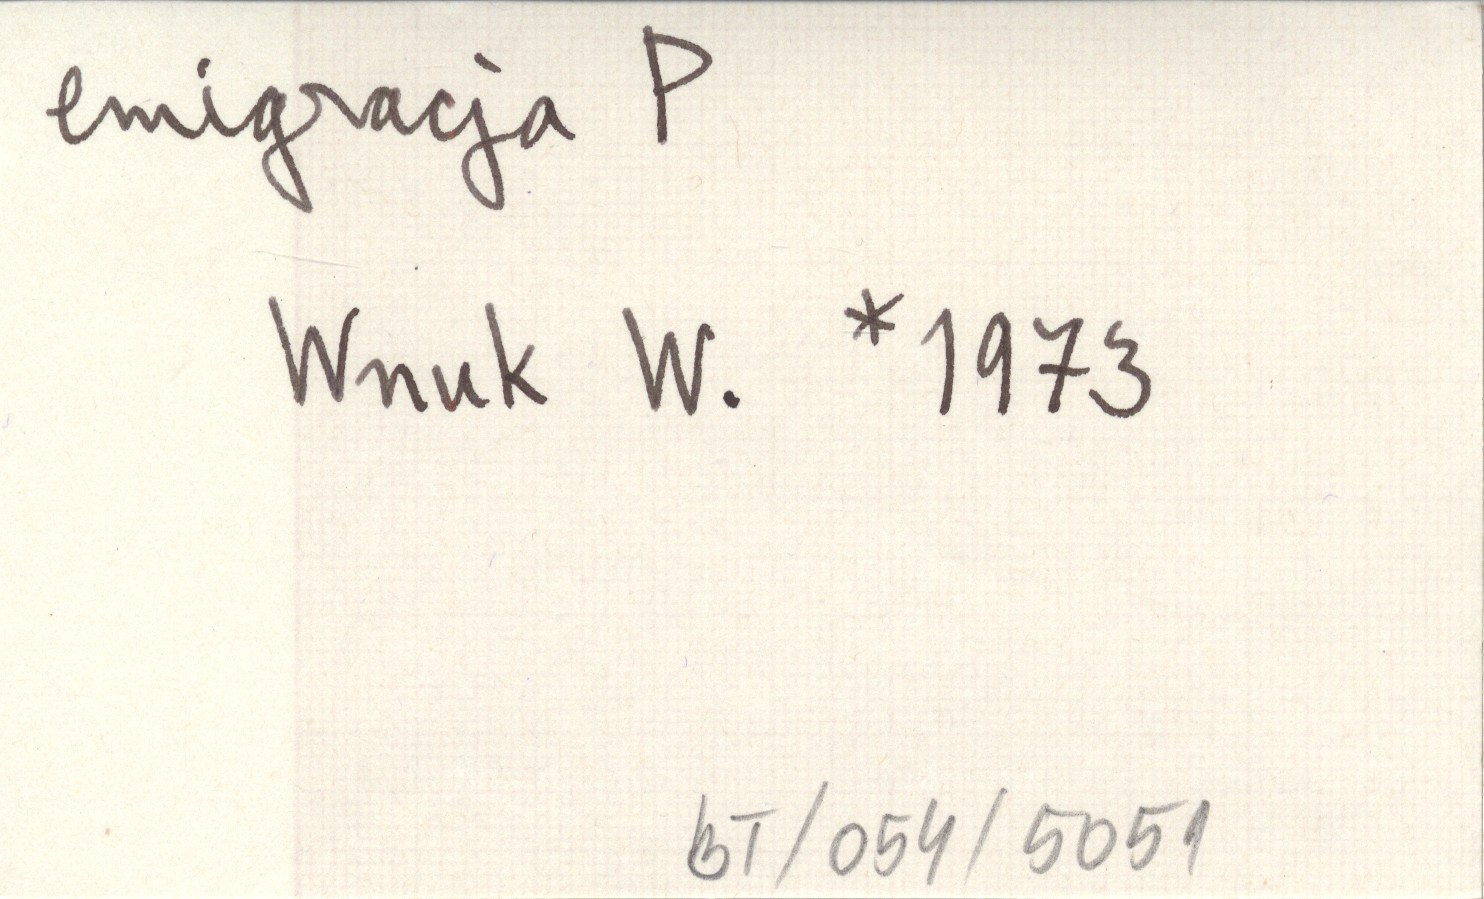 emigracja P
Wnuk W. *1973
BT/054/5051